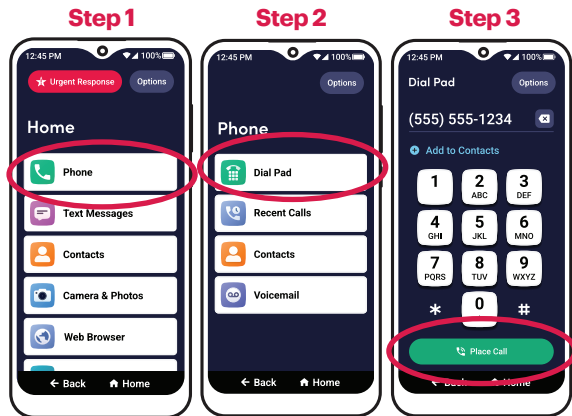 Step 1
12:45 PM
100%
Urgent Response
Options
Home
Phone
Text Messages
Contacts
Camera & Photos
Web Browser
Back Home
Step 2
12:45 PM
100%
Options
Phone
Dial Pad
Recent Calls
Contacts
Voicemail
Back Home
Step 3
12:45 PM
100%
Dial Pad
Options
(555) 555-1234
Add to Contacts
1 2 3
ABC DEF
4 5 6
GHI JKL MNO
7 8 9
PQRS TUV WXYZ
* 0 #
Place Call
Back Home